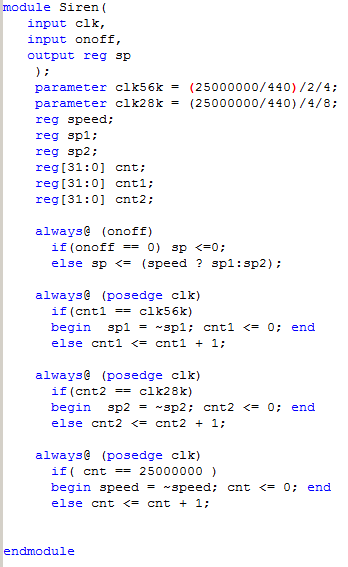 module Siren(
input clk,
input onoff,
output reg sp
);
parameter clk56k = (25000000/440)/2/4;
parameter clk28k = (25000000/440)/4/8;
reg speed;
reg sp1;
reg sp2;
reg[31:0] cnt;
reg[31:0] cnt1;
reg[31:0] cnt2;
always@ (onoff)
if(onoff == 0) sp <=0;
else sp <= (speed ? sp1:sp2);
always@ (posedge clk)
if(cnt1 == clk56k)
begin  sp1 = ~sp1; cnt1 <= 0; end
else cnt1 <= cnt1 + 1;
always@ (posedge clk)
if(cnt2 == clk28k)
begin  sp2 = ~sp2; cnt2 <= 0; end
else cnt2 <= cnt2 + 1;
always@ (posedge clk)
if( cnt == 25000000 )
begin speed = ~speed; cnt <= 0; end
else cnt <= cnt + 1;
endmodule